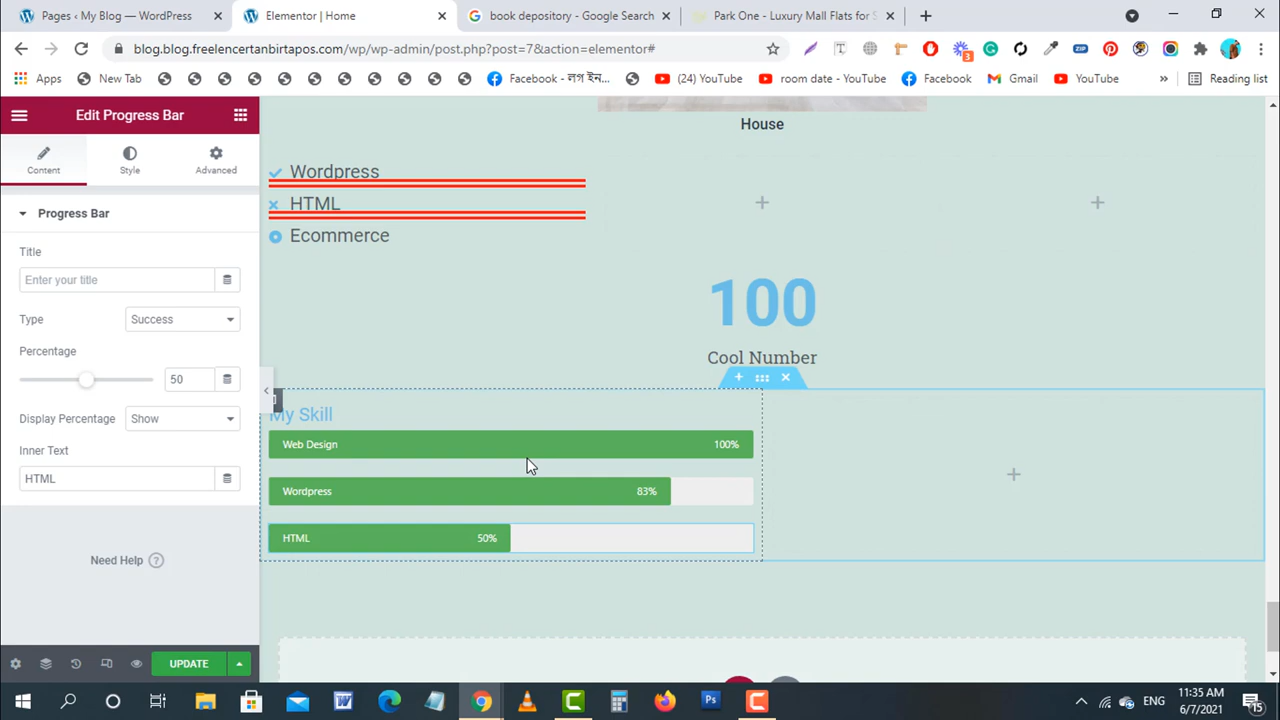 Pages ‹ My Blog — WordPress
Elementor | Home
book depository - Google Search
Park One - Luxury Mall Flats for S
blog.blog.freelencertanbirtapos.com/wp/wp-admin/post.php?post=7&action=elementor#
Apps
New Tab
Facebook - লগ ইন...
(24) YouTube
room date - YouTube
Facebook
Gmail
YouTube
»
Reading list
Edit Progress Bar
Content
Style
Advanced
Progress Bar
Title
Enter your title
Type
Success
Percentage
50
Display Percentage
Show
Inner Text
HTML
Need Help
UPDATE
House
Wordpress
HTML
Ecommerce
100
Cool Number
My Skill
Web Design 100%
Wordpress 83%
HTML 50%
ENG
11:35 AM
6/7/2021
15